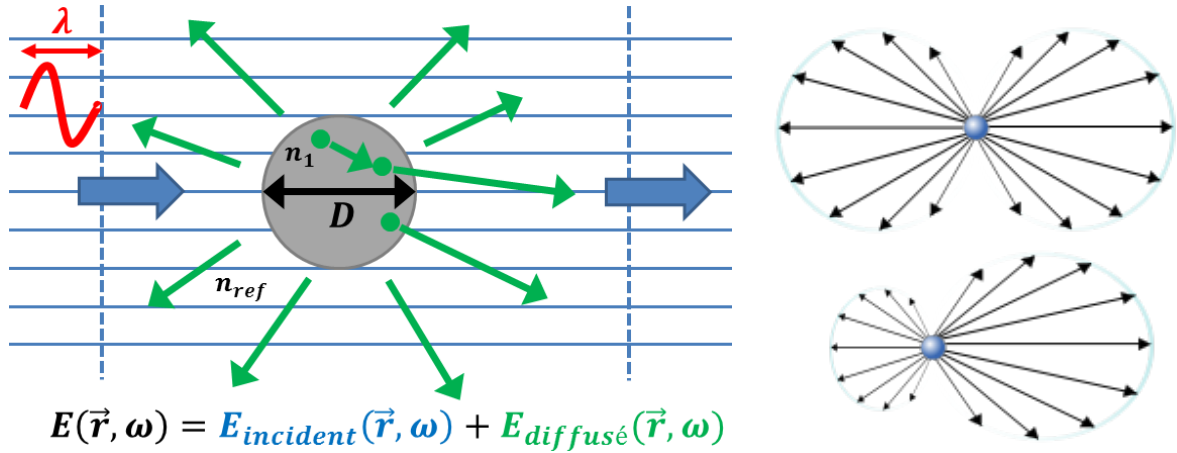 λ
n₁
D
n_ref
E(r⃗, ω) = E_incident(r⃗, ω) + E_diffusé(r⃗, ω)